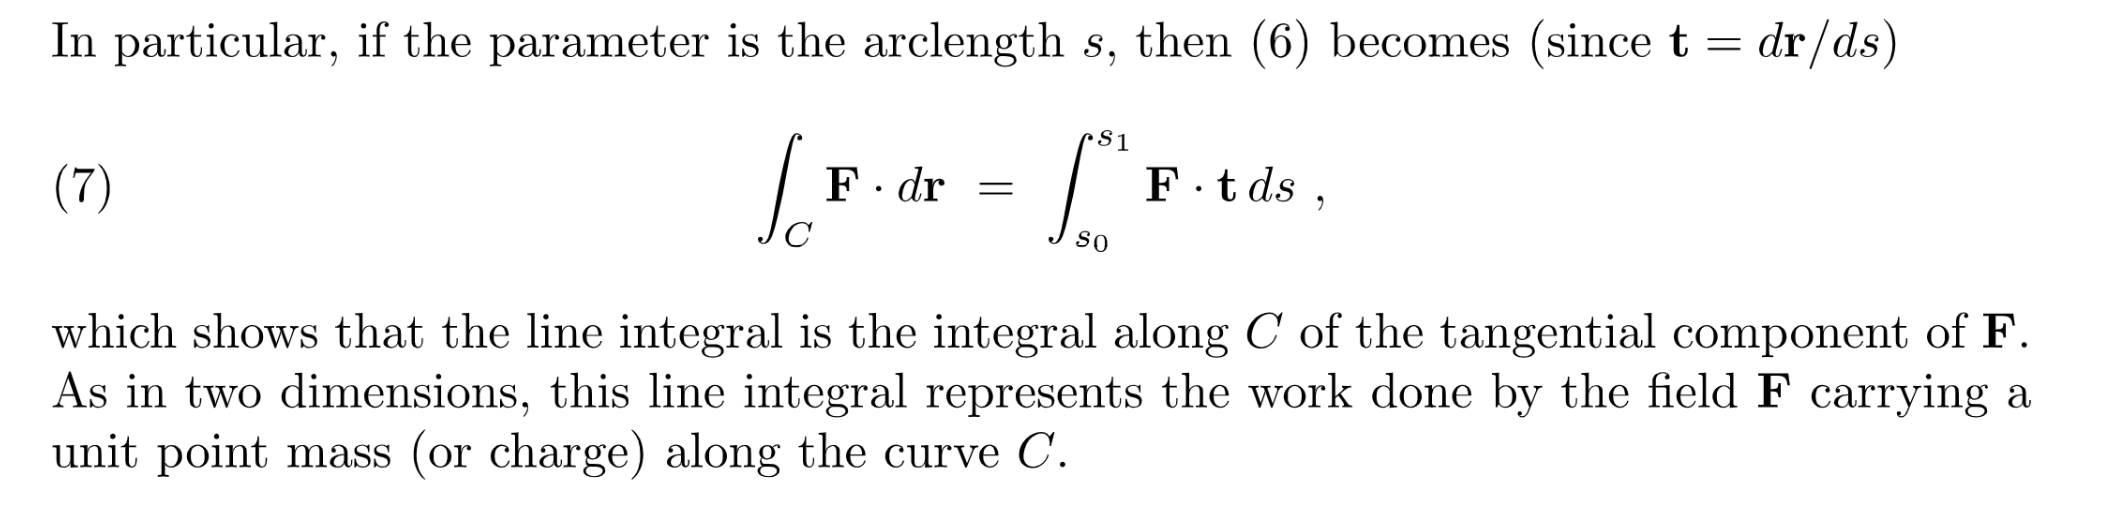 In particular, if the parameter is the arclength s, then (6) becomes (since t = dr/ds)
(7) ∫_C F · dr = ∫_{s_0}^{s_1} F · t ds ,
which shows that the line integral is the integral along C of the tangential component of F.
As in two dimensions, this line integral represents the work done by the field F carrying a
unit point mass (or charge) along the curve C.